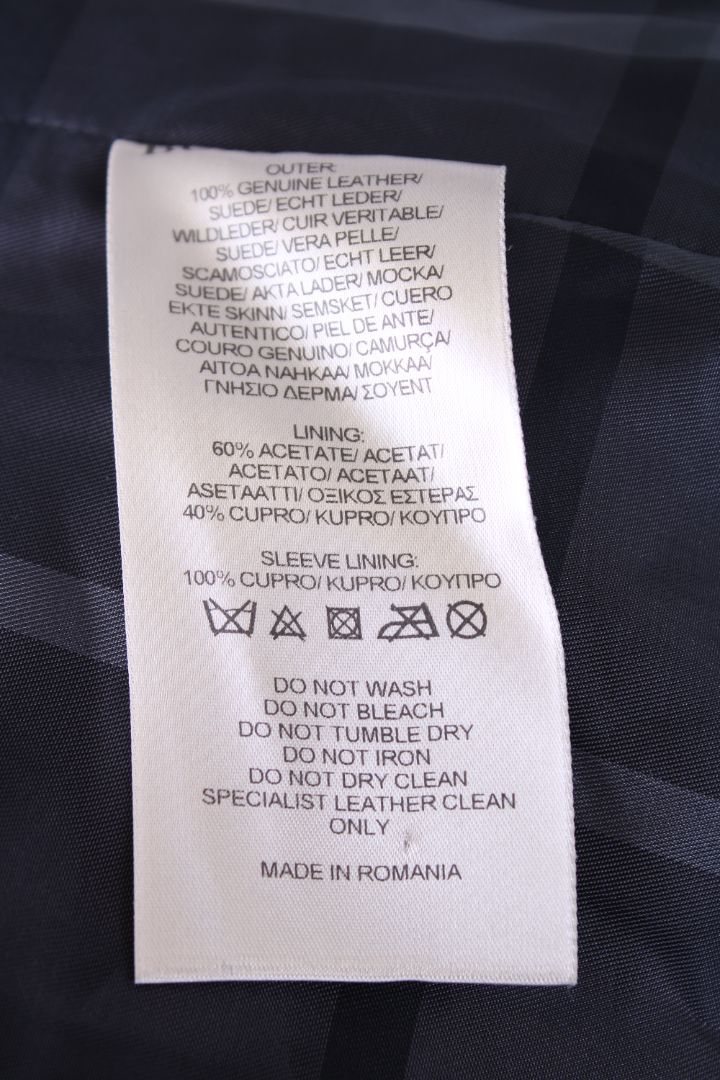 OUTER:
100% GENUINE LEATHER/
SUEDE/ ECHT LEDER/
WILDLEDER/ CUIR VERITABLE/
SUEDE/ VERA PELLE/
SCAMOSCIATO/ ECHT LEER/
SUEDE/ AKTA LADER/ MOCKA/
EKTE SKINN/ SEMSKET/ CUERO
AUTENTICO/ PIEL DE ANTE/
COURO GENUINO/ CAMURÇA/
AITOA NAHKAA/ MOKKAA/
ΓΝΗΣΙΟ ΔΕΡΜΑ/ ΣΟΥΕΝΤ
LINING:
60% ACETATE/ ACETAT/
ACETATO/ ACETAAT/
ASETAATTI/ ΟΞΙΚΟΣ ΕΣΤΕΡΑΣ
40% CUPRO/ KUPRO/ ΚΟΥΠΡΟ
SLEEVE LINING:
100% CUPRO/ KUPRO/ ΚΟΥΠΡΟ
DO NOT WASH
DO NOT BLEACH
DO NOT TUMBLE DRY
DO NOT IRON
DO NOT DRY CLEAN
SPECIALIST LEATHER CLEAN
ONLY
MADE IN ROMANIA